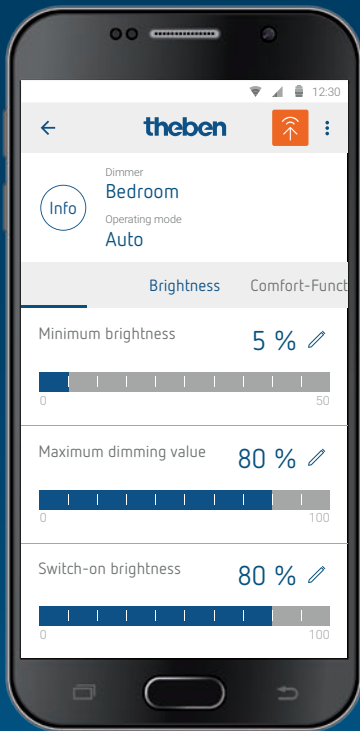 12:30
theben
Dimmer
Info
Bedroom
Operating mode
Auto
Brightness Comfort-Funct
Minimum brightness 5 %
0 50
Maximum dimming value 80 %
0 100
Switch-on brightness 80 %
0 100